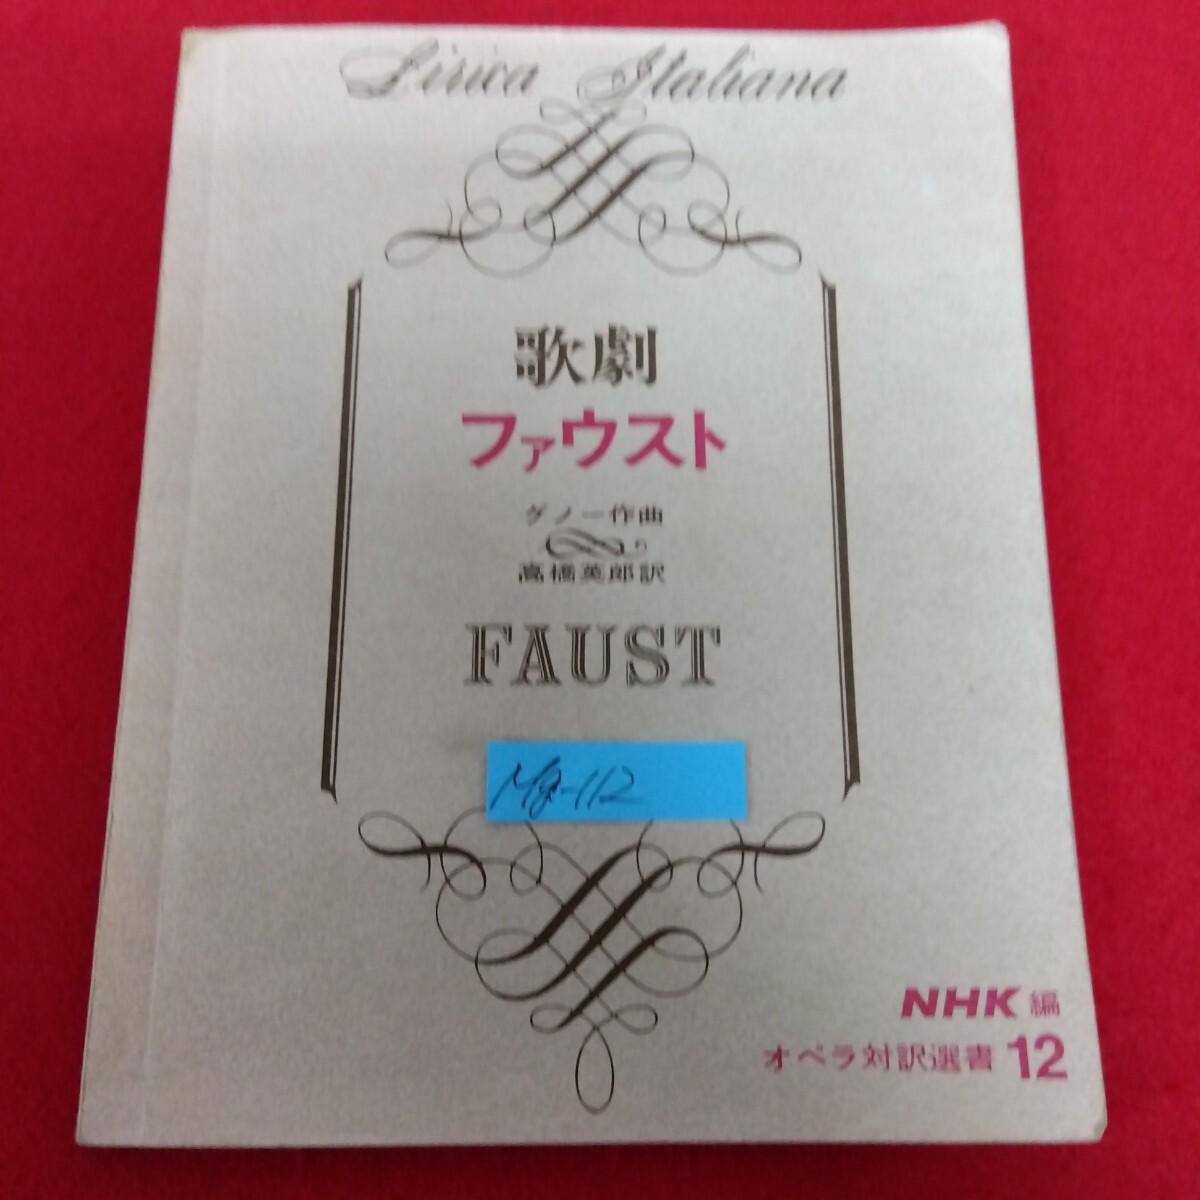 Lirica Italiana
歌劇
ファウスト
グノー作曲
高橋英郎訳
FAUST
Mg-112
NHK編
オペラ対訳選書 12